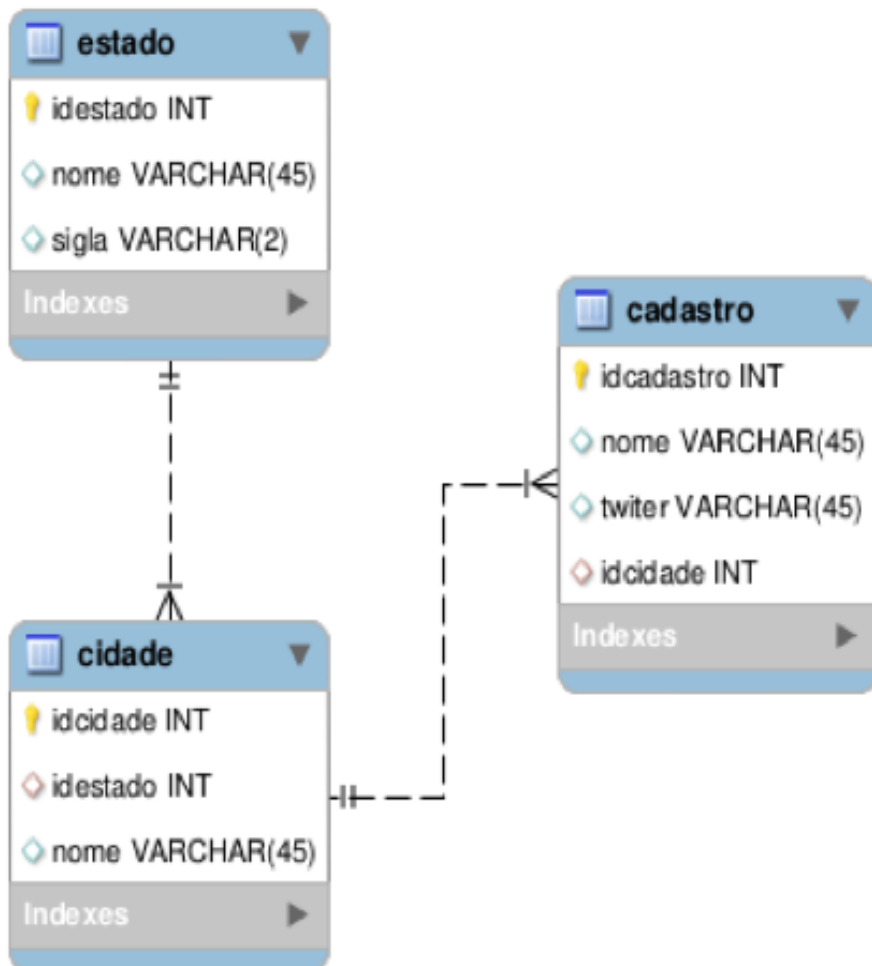 estado
idestado INT
nome VARCHAR(45)
sigla VARCHAR(2)
Indexes
cadastro
idcadastro INT
nome VARCHAR(45)
twiter VARCHAR(45)
idcidade INT
Indexes
cidade
idcidade INT
idestado INT
nome VARCHAR(45)
Indexes